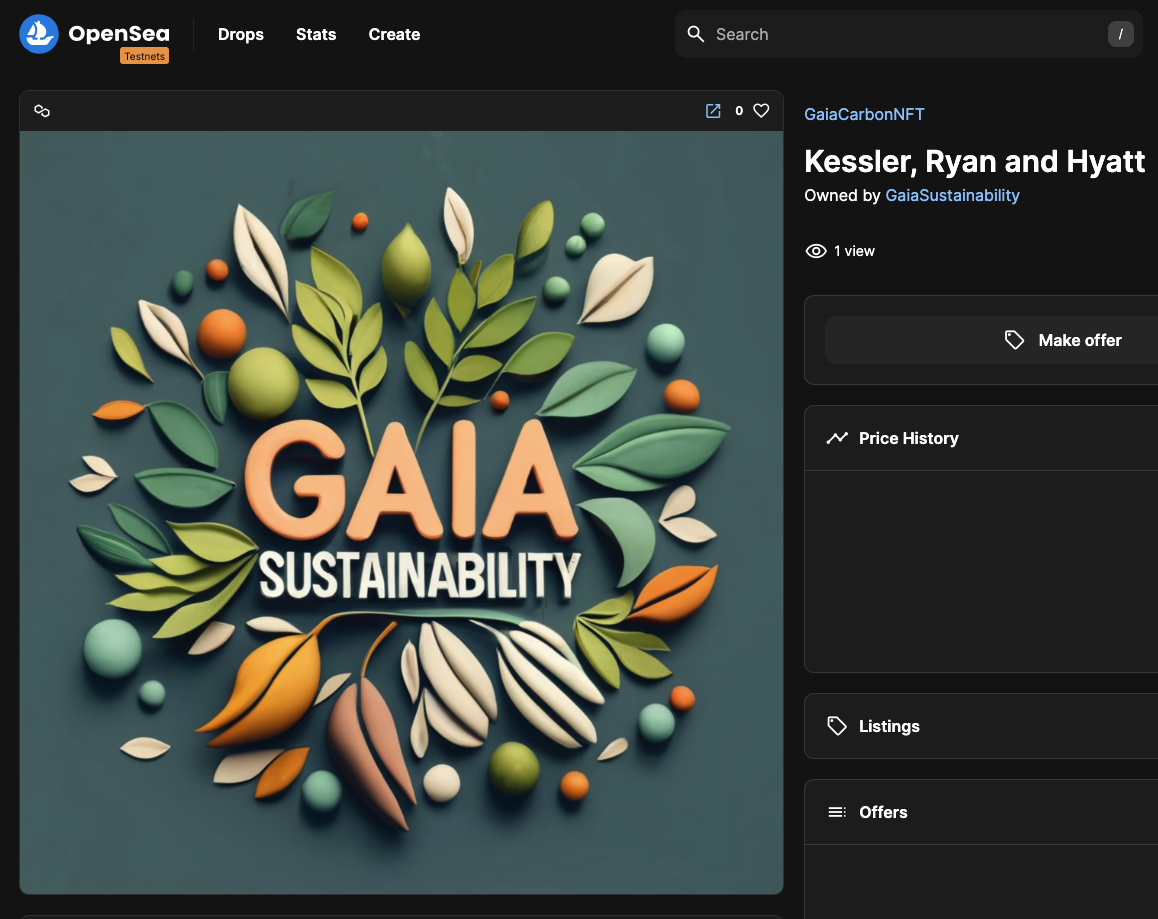 OpenSea
Testnets
Drops
Stats
Create
Search
/
0
GAIA
SUSTAINABILITY
GaiaCarbonNFT
Kessler, Ryan and Hyatt
Owned by GaiaSustainability
1 view
Make offer
Price History
Listings
Offers